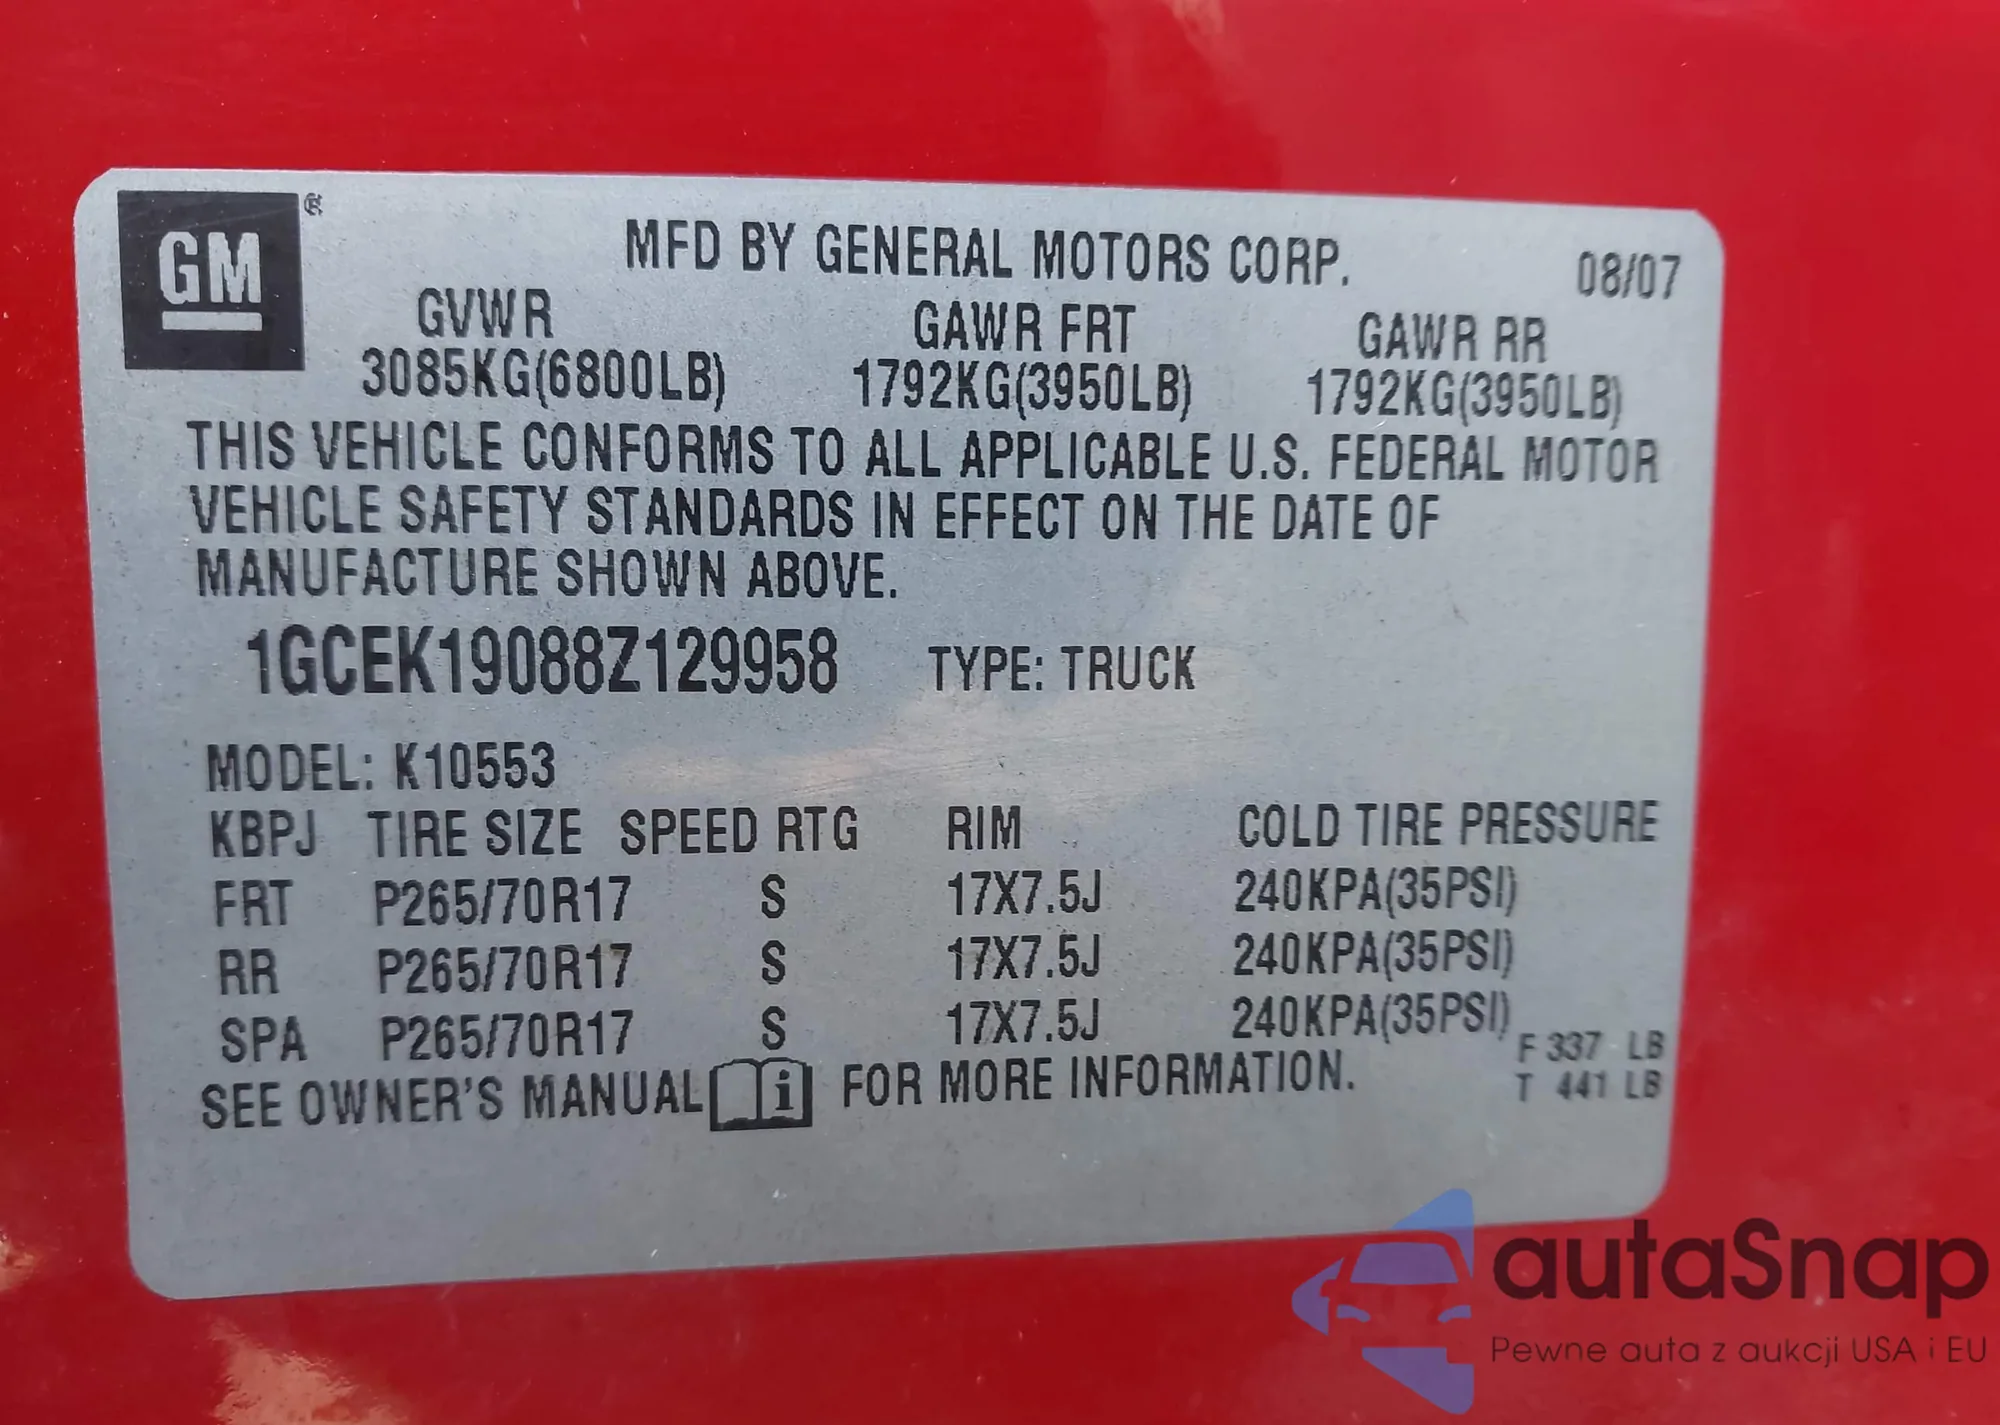 GM ®
MFD BY GENERAL MOTORS CORP. 08/07
GVWR GAWR FRT GAWR RR
3085KG(6800LB) 1792KG(3950LB) 1792KG(3950LB)
THIS VEHICLE CONFORMS TO ALL APPLICABLE U.S. FEDERAL MOTOR
VEHICLE SAFETY STANDARDS IN EFFECT ON THE DATE OF
MANUFACTURE SHOWN ABOVE.
1GCEK19088Z129958 TYPE: TRUCK
MODEL: K10553
KBPJ TIRE SIZE SPEED RTG RIM COLD TIRE PRESSURE
FRT P265/70R17 S 17X7.5J 240KPA(35PSI)
RR P265/70R17 S 17X7.5J 240KPA(35PSI)
SPA P265/70R17 S 17X7.5J 240KPA(35PSI)
F 337 LB
T 441 LB
SEE OWNER'S MANUAL i FOR MORE INFORMATION.
autaSnap
Pewne auta z aukcji USA i EU